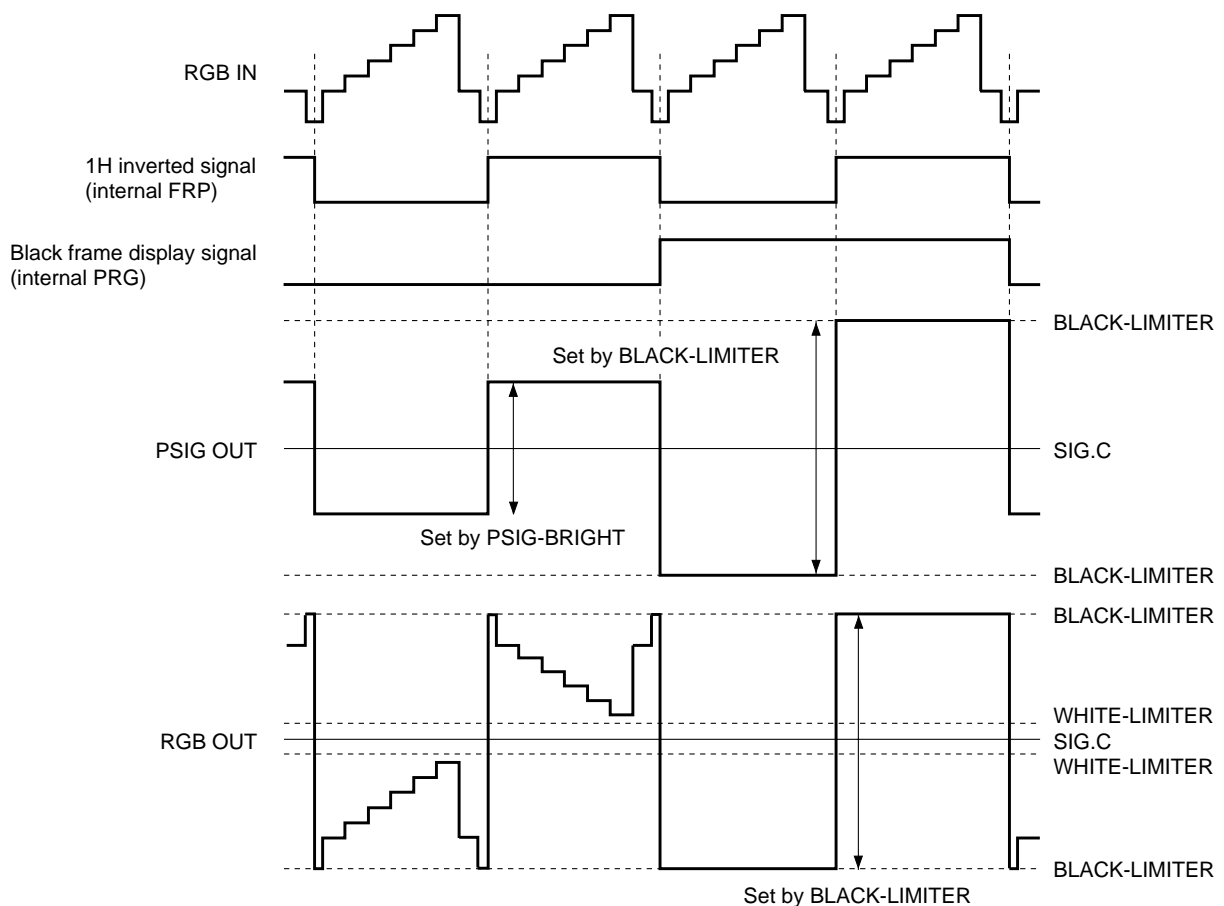 RGB IN
1H inverted signal
(internal FRP)
Black frame display signal
(internal PRG)
BLACK-LIMITER
Set by BLACK-LIMITER
PSIG OUT
SIG.C
Set by PSIG-BRIGHT
BLACK-LIMITER
BLACK-LIMITER
WHITE-LIMITER
RGB OUT
SIG.C
WHITE-LIMITER
BLACK-LIMITER
Set by BLACK-LIMITER